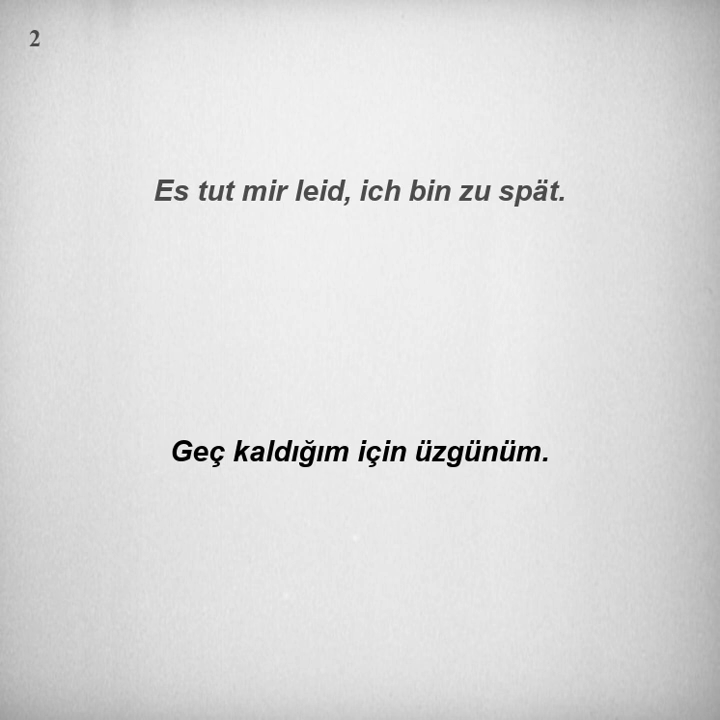 2
Es tut mir leid, ich bin zu spät.
Geç kaldığım için üzgünüm.